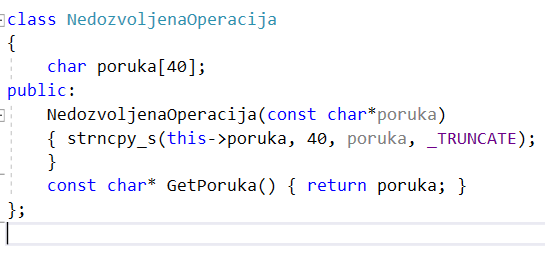 class NedozvoljenaOperacija
{
    char poruka[40];
public:
    NedozvoljenaOperacija(const char*poruka)
    { strncpy_s(this->poruka, 40, poruka, _TRUNCATE);
    }
    const char* GetPoruka() { return poruka; }
};